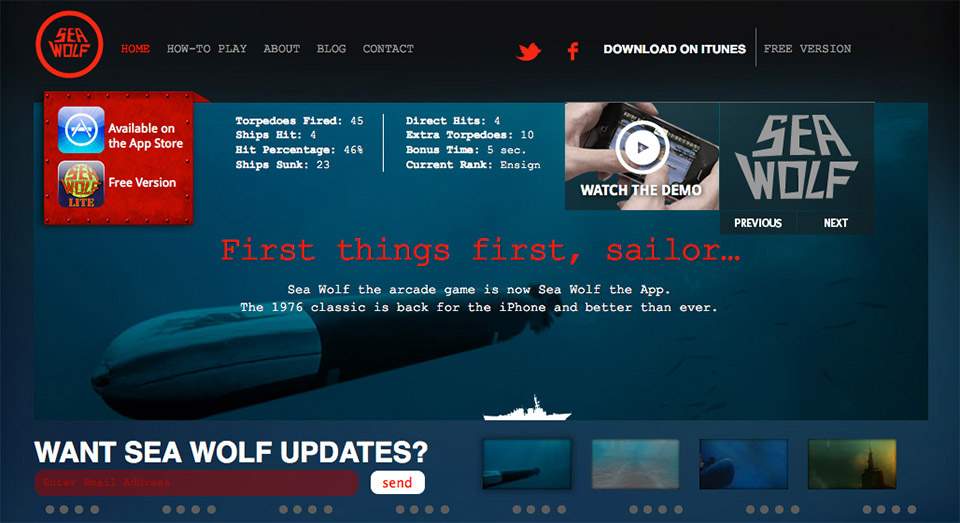 SEA
WOLF
HOME HOW-TO PLAY ABOUT BLOG CONTACT
DOWNLOAD ON ITUNES FREE VERSION
Available on
the App Store
SEA
WOLF
LITE
Free Version
Torpedoes Fired: 45
Ships Hit: 4
Hit Percentage: 46%
Ships Sunk: 23
Direct Hits: 4
Extra Torpedoes: 10
Bonus Time: 5 sec.
Current Rank: Ensign
WATCH THE DEMO
SEA
WOLF
PREVIOUS NEXT
First things first, sailor…
Sea Wolf the arcade game is now Sea Wolf the App.
The 1976 classic is back for the iPhone and better than ever.
WANT SEA WOLF UPDATES?
Enter Email Address
send